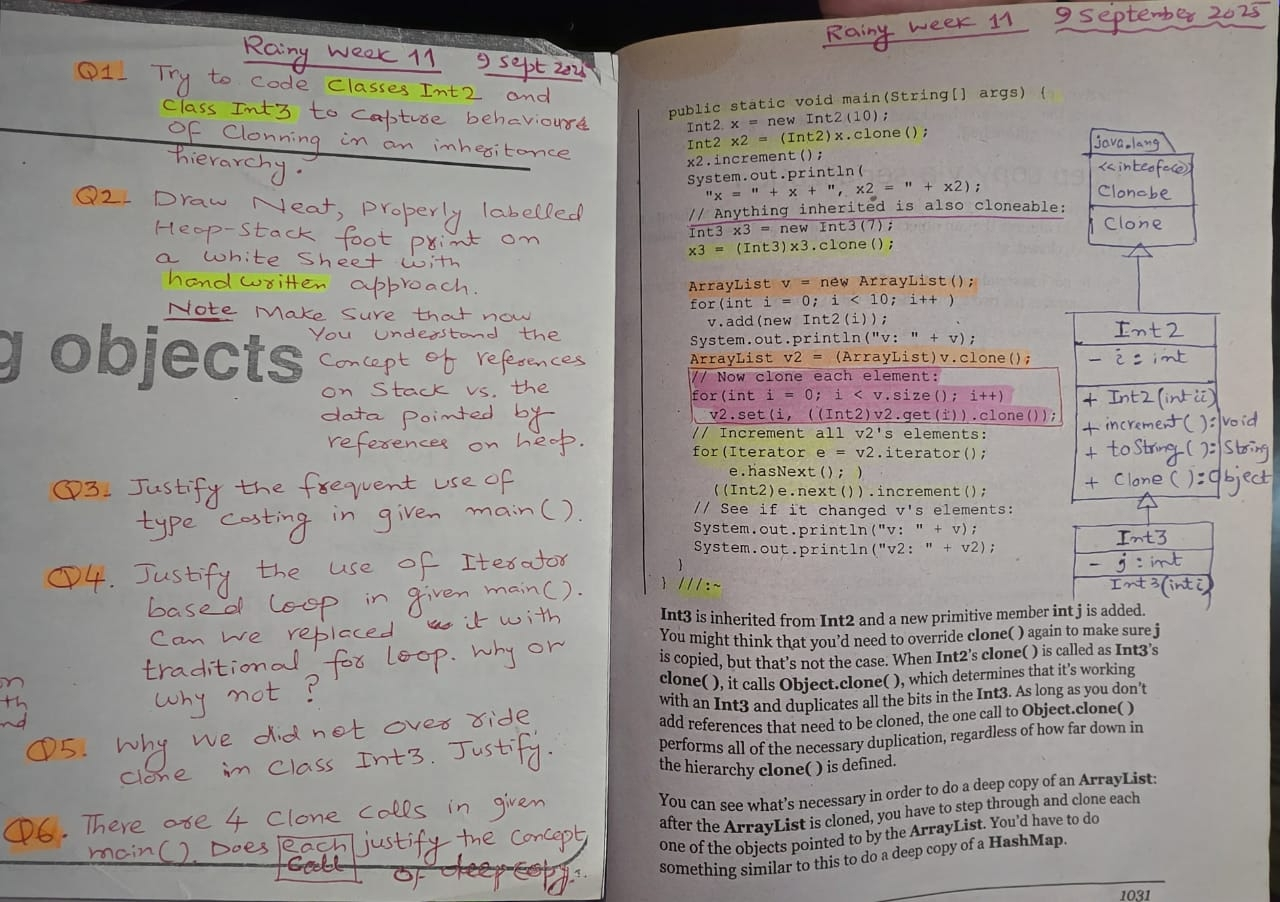 Rainy week 11 9 Sept 2025
Q1- Try to code Classes Int2 and
Class Int3 to capture behaviours
of Clonning in an inheritance
hierarchy.
Q2- Draw Neat, properly labelled
Heap-Stack foot print on
a white Sheet with
hand written approach.
Note Make Sure that now
You understand the
Concept of references
on Stack vs. the
data pointed by
references on heap.
g objects
Q3- Justify the frequent use of
type casting in given main().
Q4. Justify the use of Iterator
based loop in given main().
Can we replaced it with
traditional for loop. why or
why not ?
on
th
nd
Q5. Why we did not over ride
clone in Class Int3. Justify.
Q6. There are 4 Clone Calls in given
main(). Does each justify the concept
Call of deep copy.
Rainy week 11 9 September 2025
public static void main(String[] args) {
Int2 x = new Int2(10);
Int2 x2 = (Int2)x.clone();
x2.increment();
System.out.println(
"x = " + x + ", x2 = " + x2);
// Anything inherited is also cloneable:
Int3 x3 = new Int3(7);
x3 = (Int3)x3.clone();
ArrayList v = new ArrayList();
for(int i = 0; i < 10; i++ )
v.add(new Int2(i));
System.out.println("v: " + v);
ArrayList v2 = (ArrayList)v.clone();
// Now clone each element:
for(int i = 0; i < v.size(); i++)
v2.set(i, ((Int2)v2.get(i)).clone());
// Increment all v2's elements:
for(Iterator e = v2.iterator();
e.hasNext(); )
((Int2)e.next()).increment();
// See if it changed v's elements:
System.out.println("v: " + v);
System.out.println("v2: " + v2);
}
} ///:~
java.lang
<<interface>>
Clonabe
Clone
Int2
- i : int
+ Int2(int ii)
+ increment( ): void
+ toString( ): String
+ Clone( ): Object
Int3
- j : int
Int3(int i)
Int3 is inherited from Int2 and a new primitive member int j is added.
You might think that you'd need to override clone( ) again to make sure j
is copied, but that's not the case. When Int2's clone( ) is called as Int3's
clone( ), it calls Object.clone( ), which determines that it's working
with an Int3 and duplicates all the bits in the Int3. As long as you don't
add references that need to be cloned, the one call to Object.clone( )
performs all of the necessary duplication, regardless of how far down in
the hierarchy clone( ) is defined.
You can see what's necessary in order to do a deep copy of an ArrayList:
after the ArrayList is cloned, you have to step through and clone each
one of the objects pointed to by the ArrayList. You'd have to do
something similar to this to do a deep copy of a HashMap.
1031